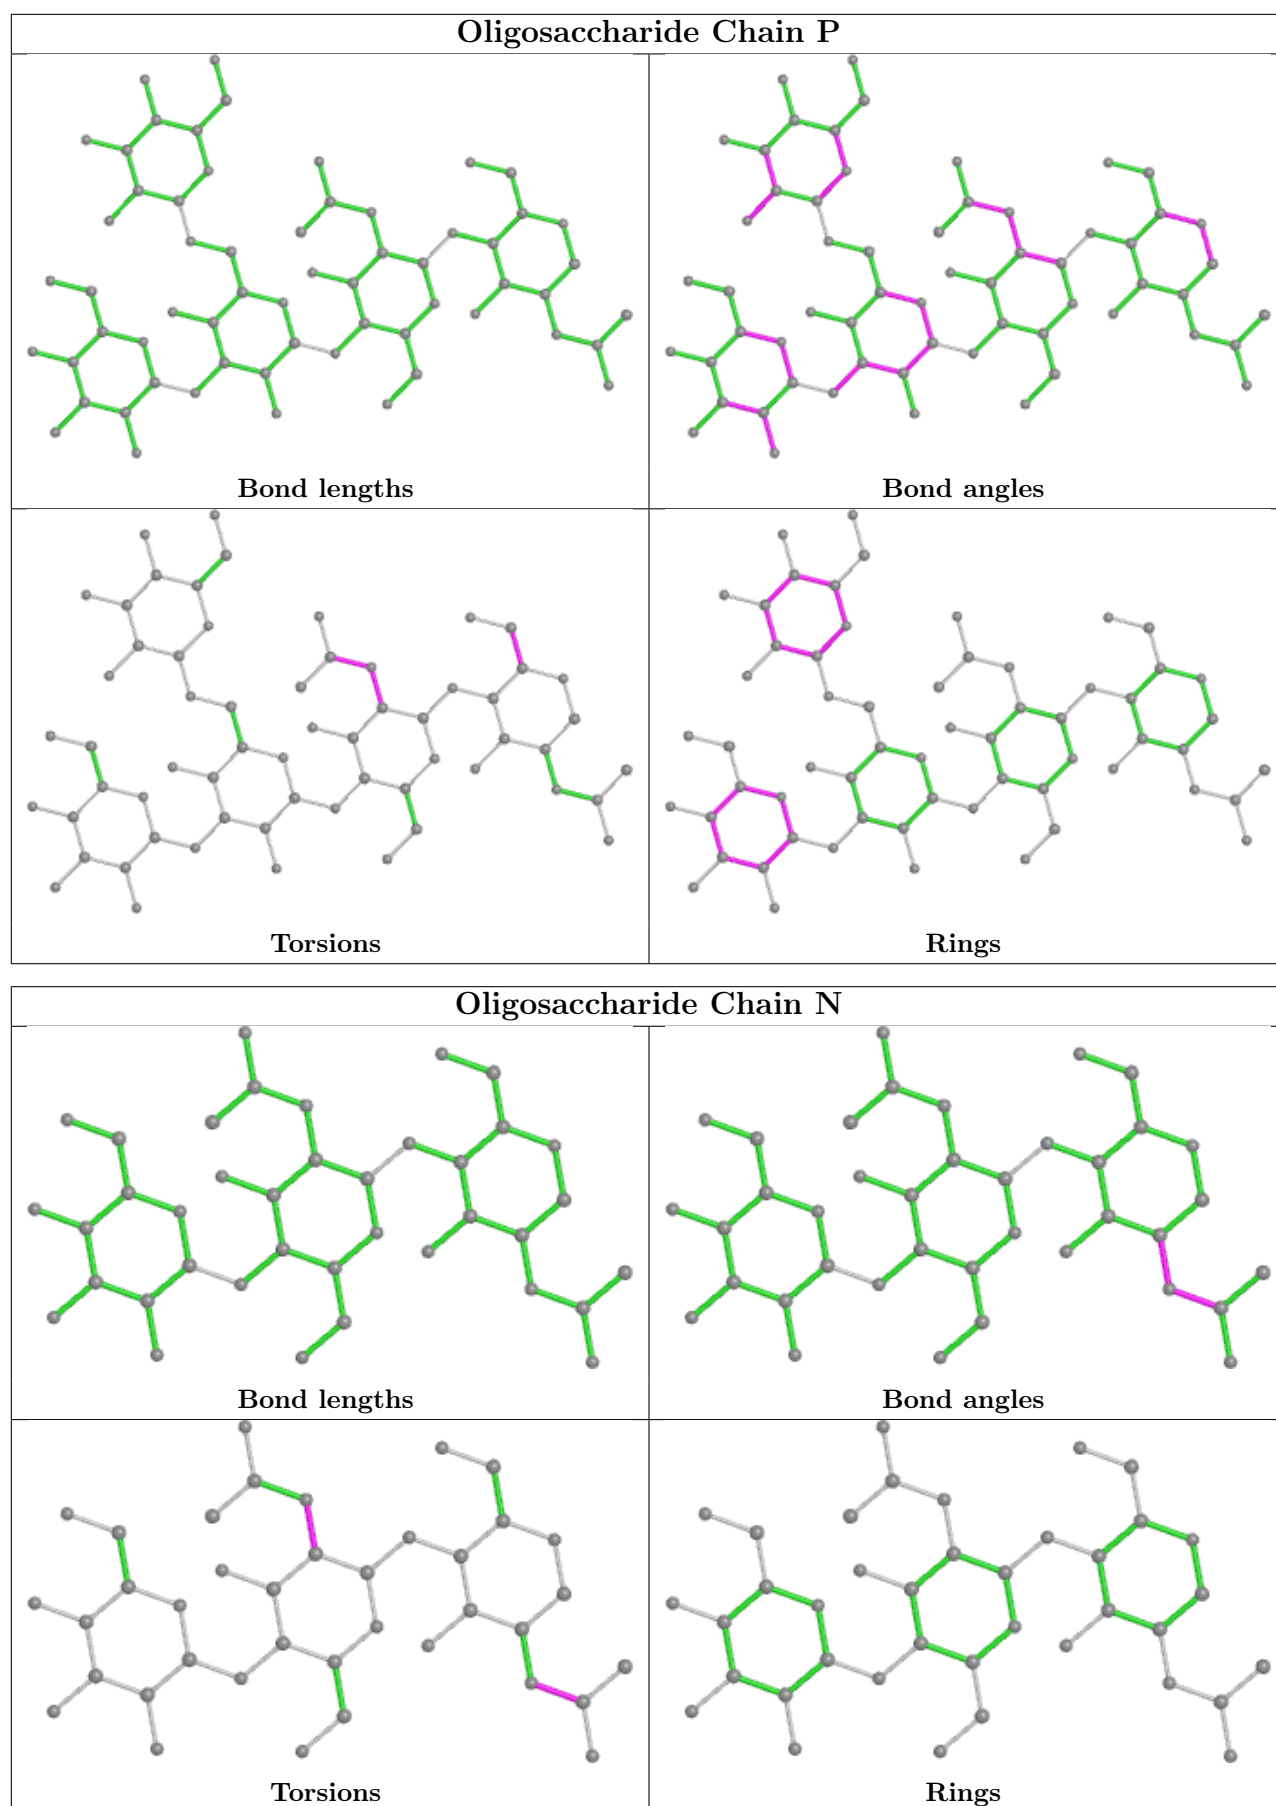 Oligosaccharide Chain P
Bond lengths
Bond angles
Torsions
Rings
Oligosaccharide Chain N
Bond lengths
Bond angles
Torsions
Rings